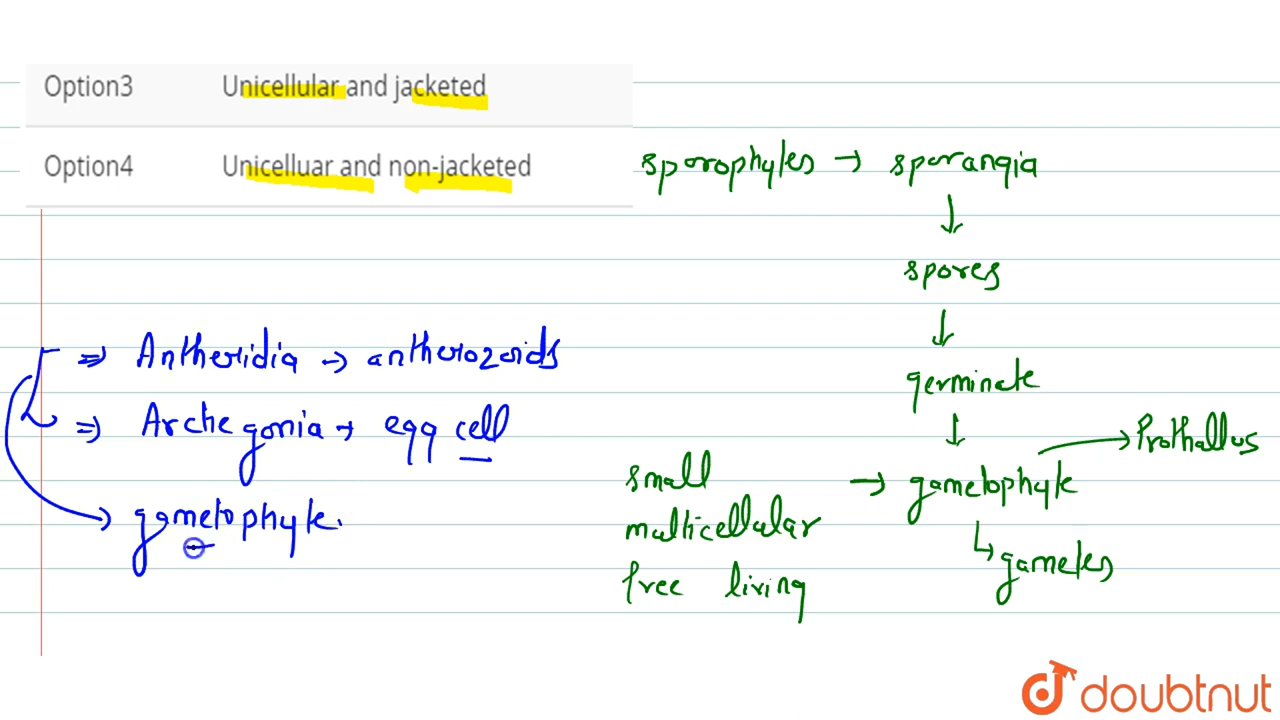 Option3 Unicellular and jacketed
Option4 Unicelluar and non-jacketed
sporophyles → sporangia
↓
spores
↓
germinate
↓
small → gametophyte → Prothallus
multicellular
↳ gametes
free living
⇒ Antheridia → antherozoids
⇒ Archegonia → egg cell
→ gametophyte.
doubtnut